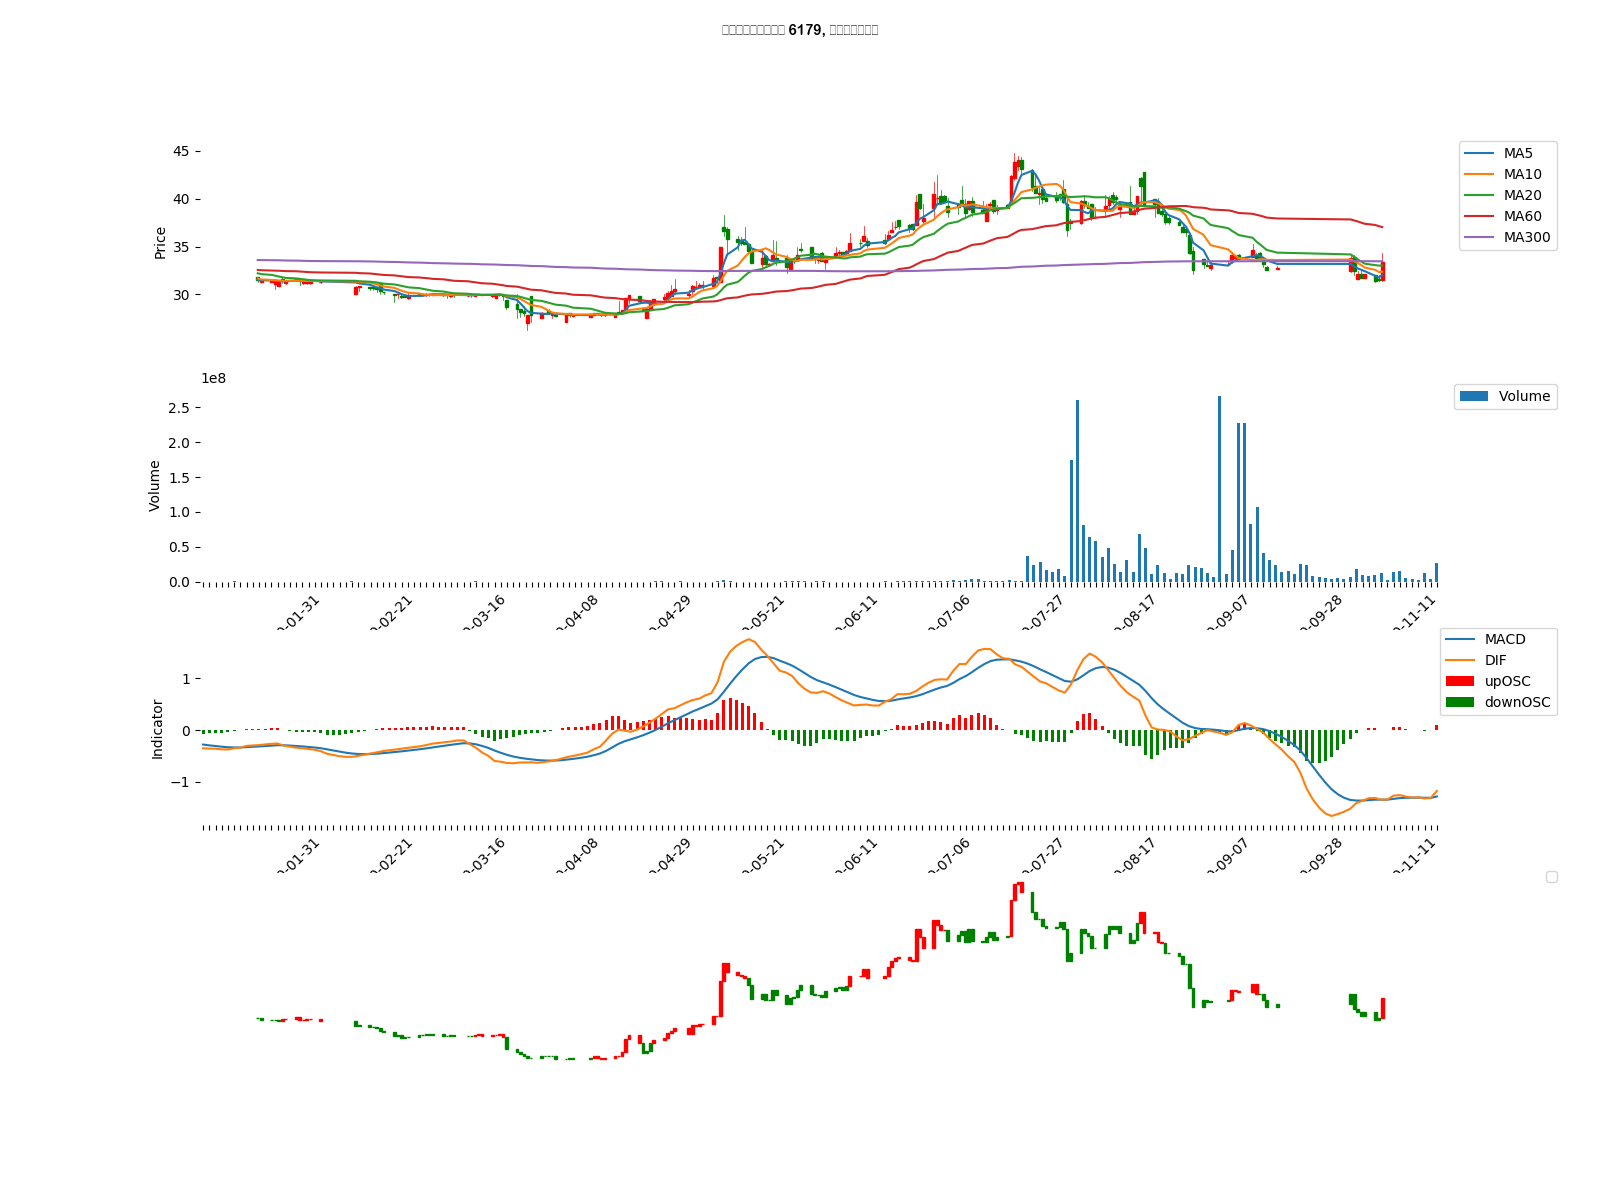 6179,
45
40
35
30
Price
MA5
MA10
MA20
MA60
MA300
1e8
2.5
2.0
1.5
1.0
0.5
0.0
Volume
Volume
-01-31
-02-21
-03-16
-04-08
-04-29
-05-21
-06-11
-07-06
-07-27
-08-17
-09-07
-09-28
-11-11
1
0
−1
Indicator
MACD
DIF
upOSC
downOSC
-01-31
-02-21
-03-16
-04-08
-04-29
-05-21
-06-11
-07-06
-07-27
-08-17
-09-07
-09-28
-11-11